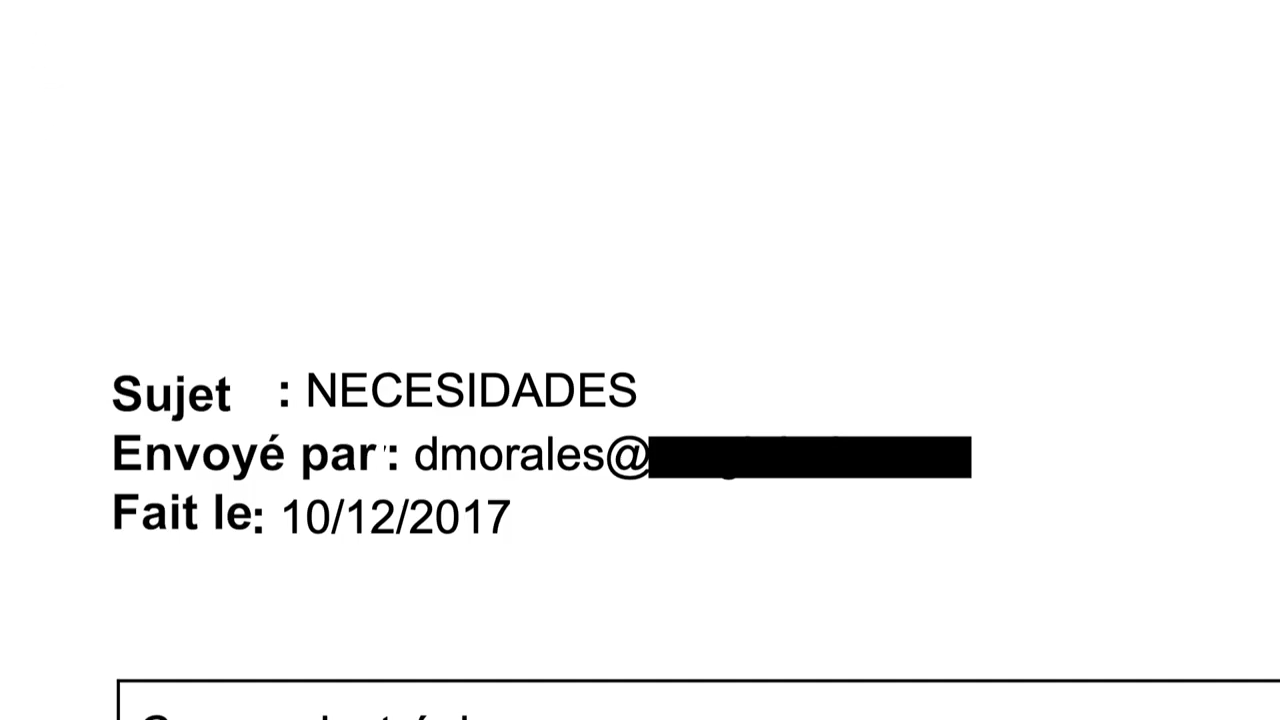 Sujet : NECESIDADES
Envoyé par : dmorales@
Fait le: 10/12/2017